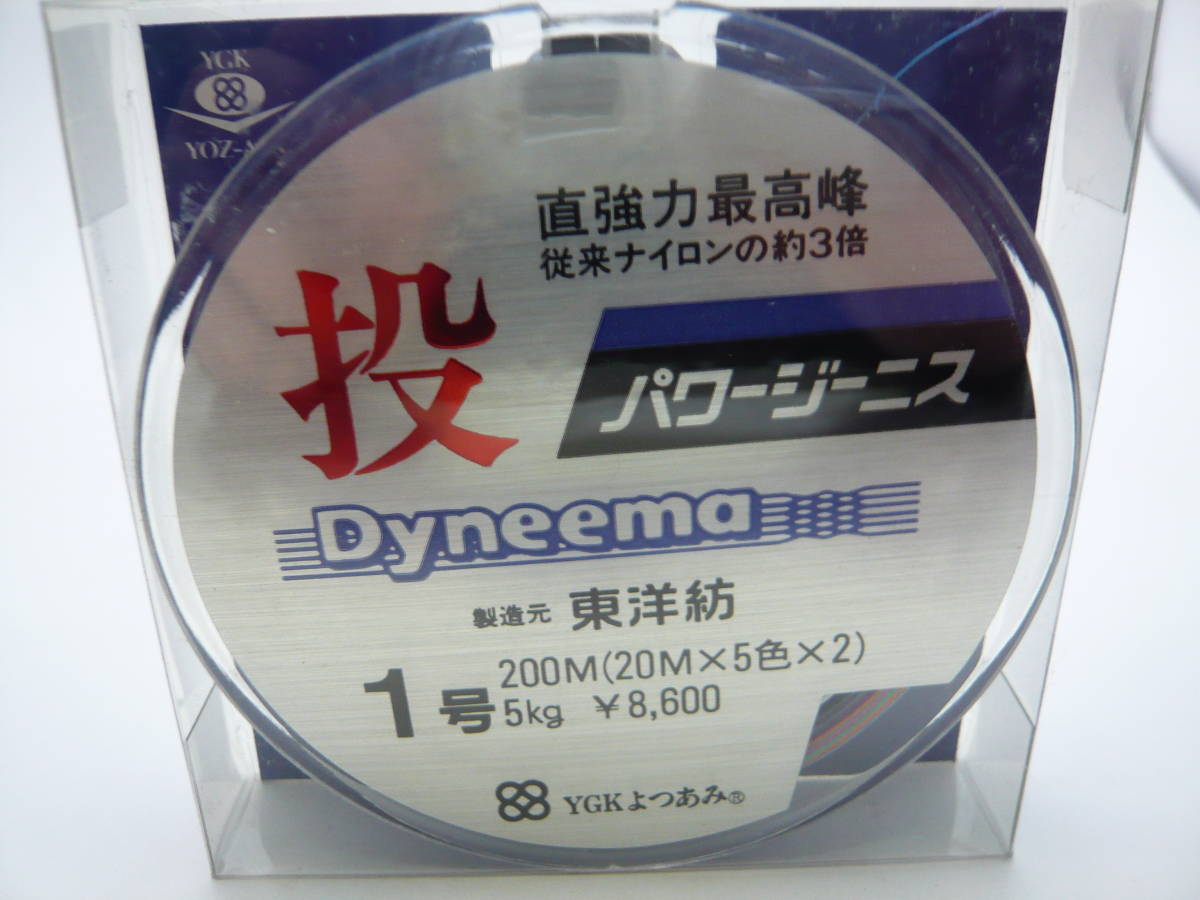 YGK
直強力最高峰
従来ナイロンの約3倍
投
パワージーニス
Dyneema
製造元 東洋紡
1号
200M(20M×5色×2)
5kg ¥8,600
YGKよつあみ®